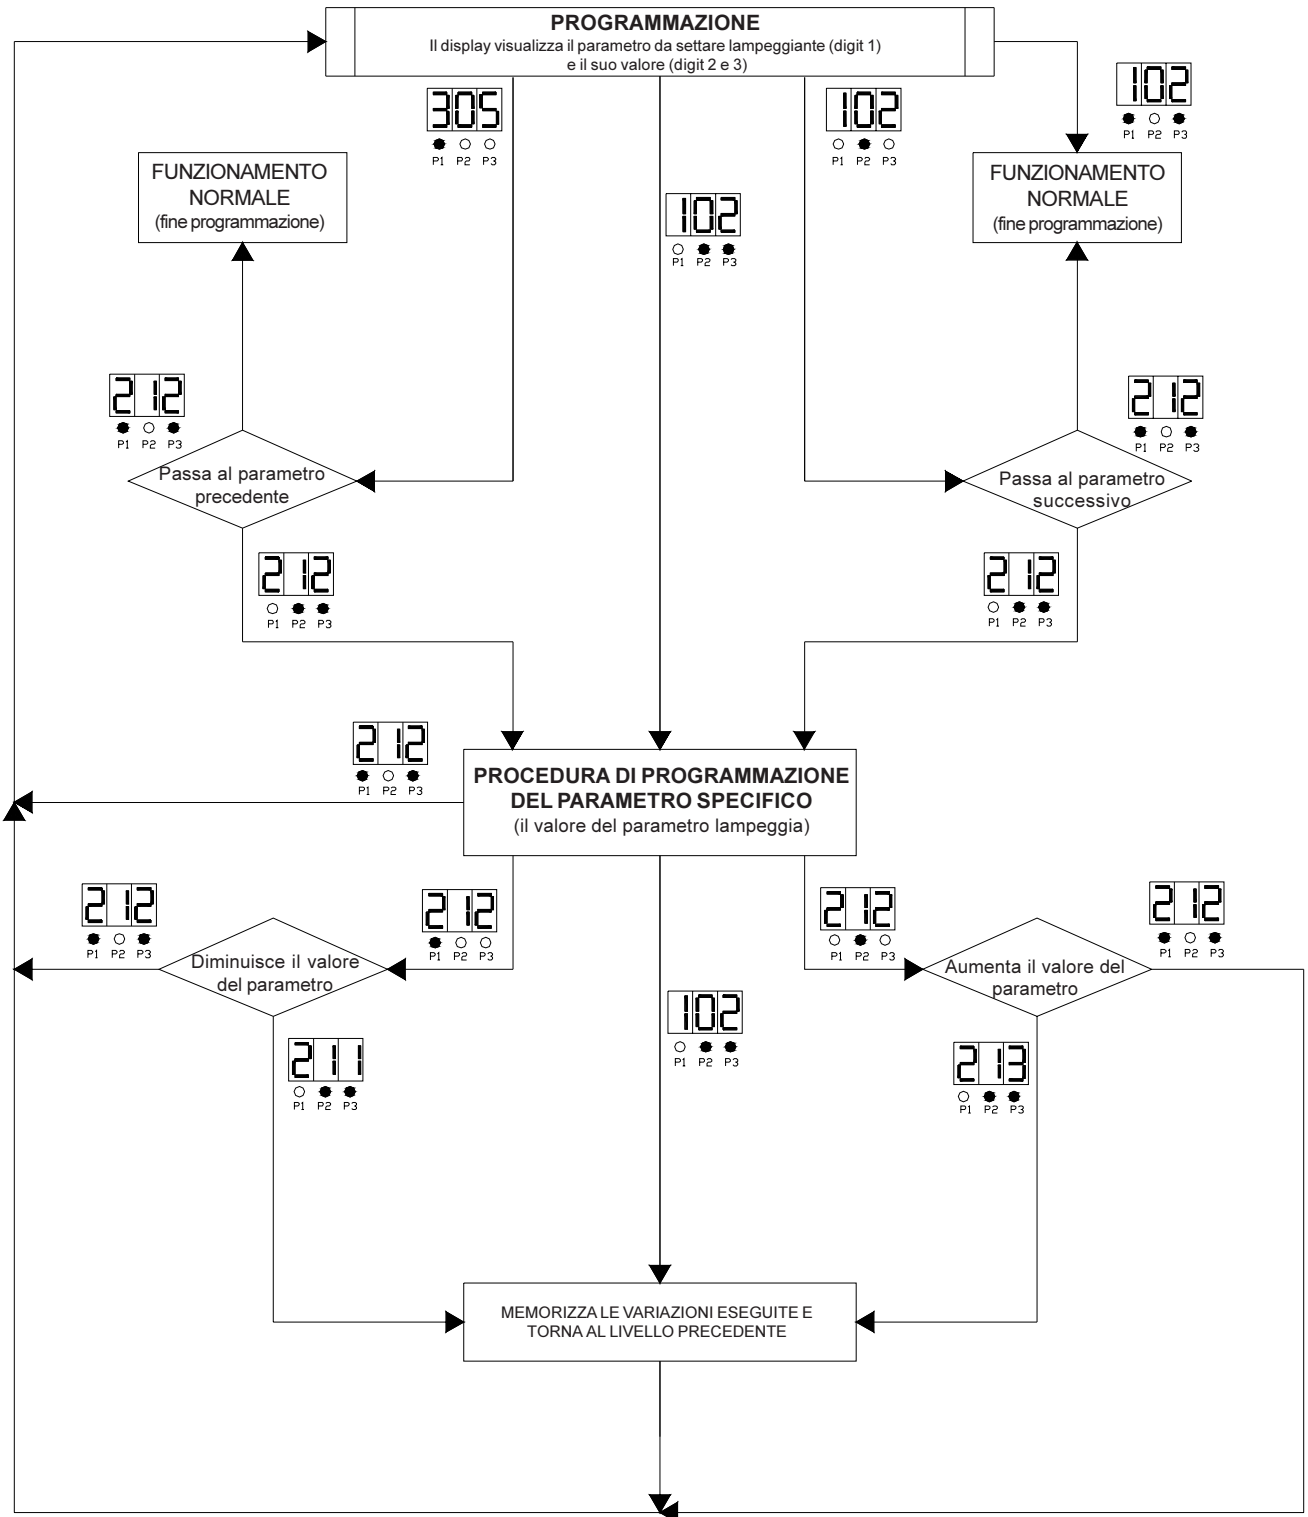 PROGRAMMAZIONE
Il display visualizza il parametro da settare lampeggiante (digit 1)
e il suo valore (digit 2 e 3)
305
P1 P2 P3
102
P1 P2 P3
102
P1 P2 P3
FUNZIONAMENTO
NORMALE
(fine programmazione)
FUNZIONAMENTO
NORMALE
(fine programmazione)
102
P1 P2 P3
212
P1 P2 P3
212
P1 P2 P3
Passa al parametro
precedente
Passa al parametro
successivo
212
P1 P2 P3
212
P1 P2 P3
212
P1 P2 P3
PROCEDURA DI PROGRAMMAZIONE
DEL PARAMETRO SPECIFICO
(il valore del parametro lampeggia)
212
P1 P2 P3
212
P1 P2 P3
212
P1 P2 P3
212
P1 P2 P3
Diminuisce il valore
del parametro
Aumenta il valore del
parametro
102
P1 P2 P3
211
P1 P2 P3
213
P1 P2 P3
MEMORIZZA LE VARIAZIONI ESEGUITE E
TORNA AL LIVELLO PRECEDENTE